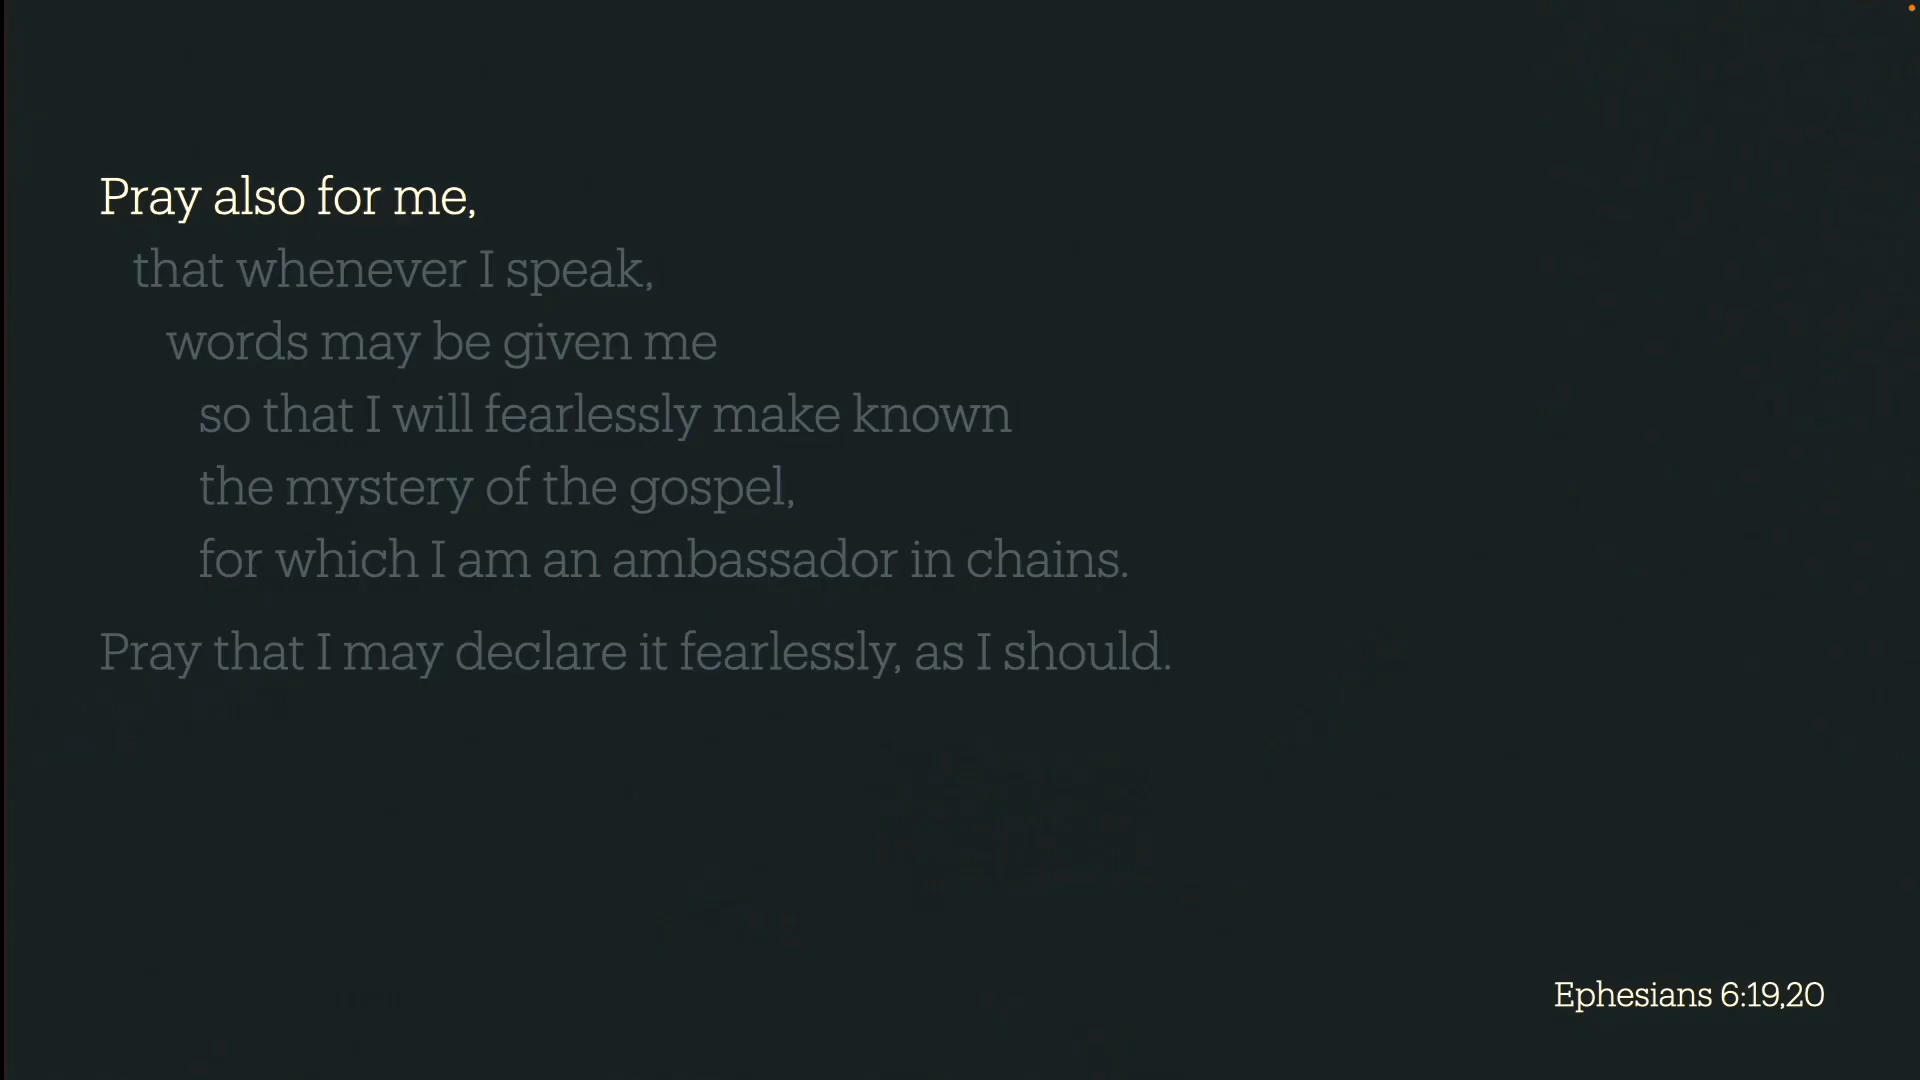 Pray also for me,
that whenever I speak,
words may be given me
so that I will fearlessly make known
the mystery of the gospel,
for which I am an ambassador in chains.
Pray that I may declare it fearlessly, as I should.
Ephesians 6:19,20